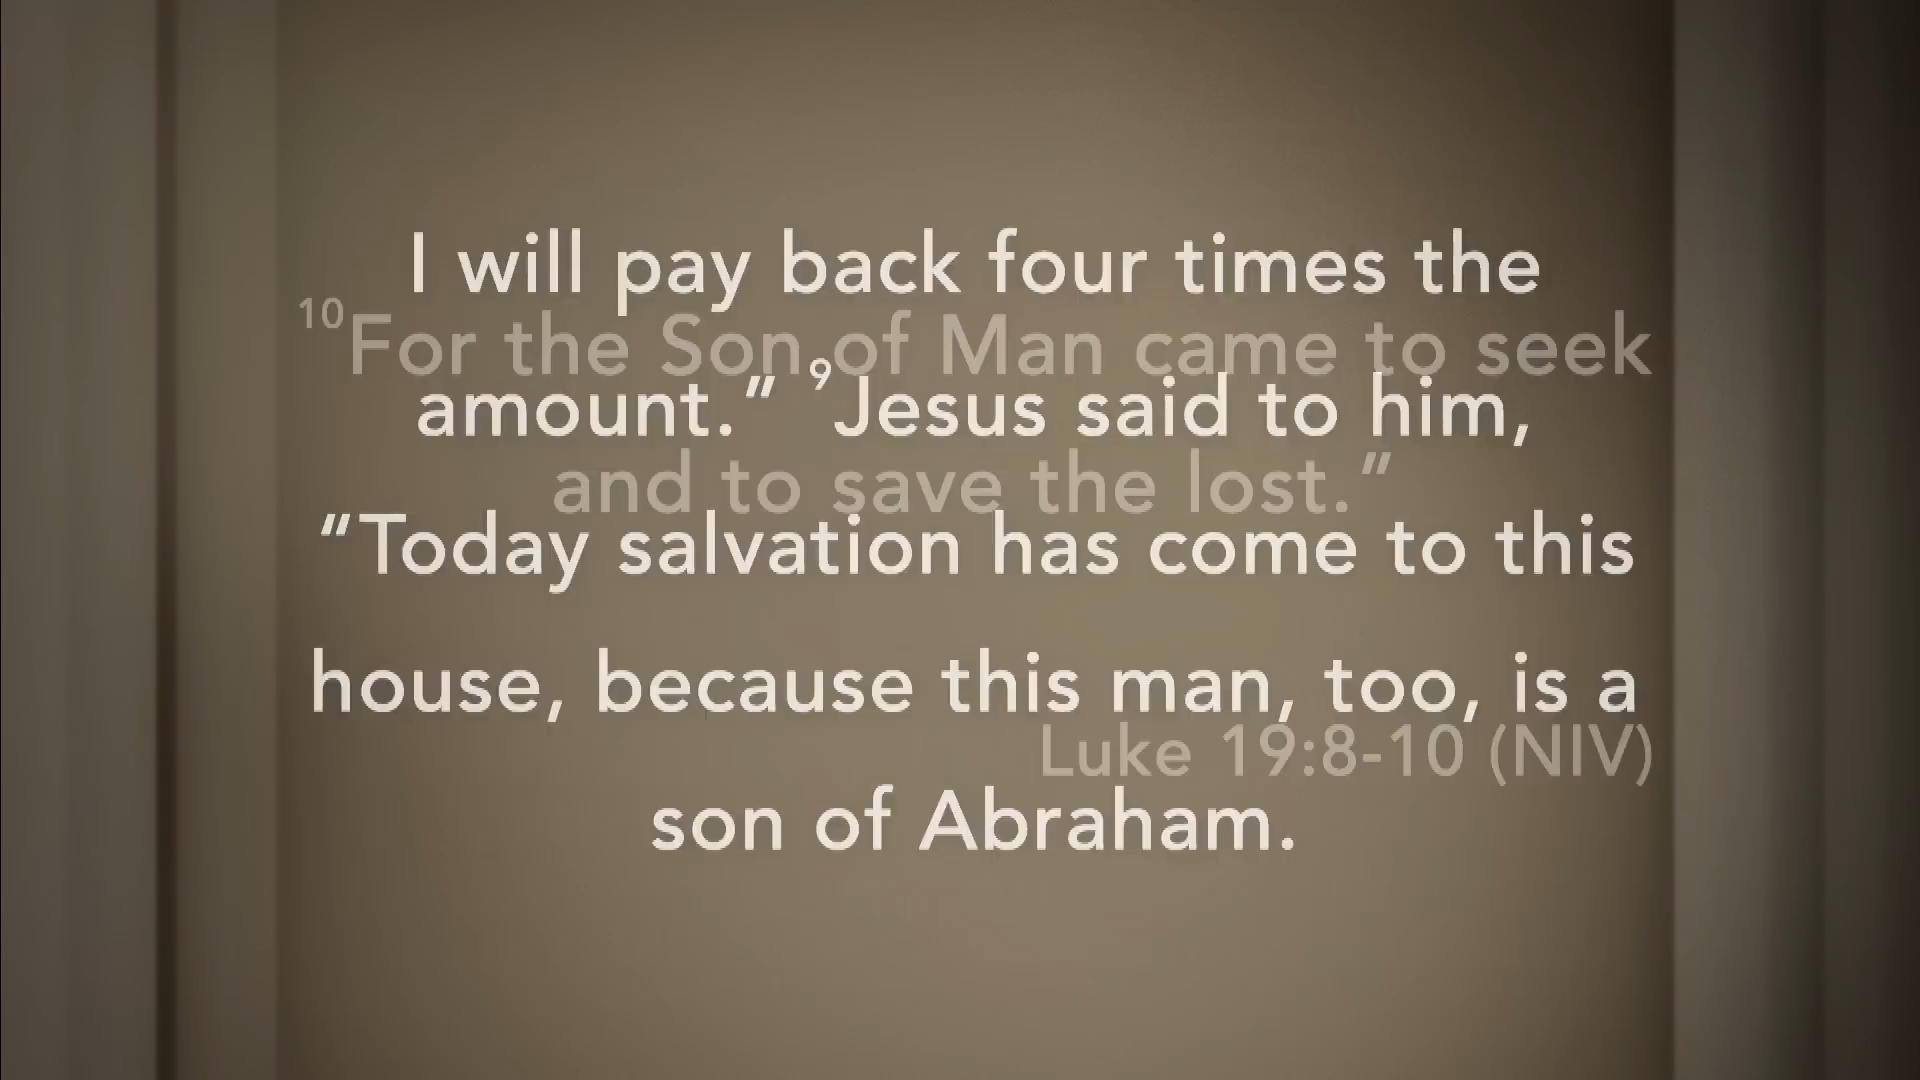 I will pay back four times the
amount.” ⁹Jesus said to him,
“Today salvation has come to this
house, because this man, too, is a
son of Abraham.
¹⁰For the Son of Man came to seek
and to save the lost.”
Luke 19:8-10 (NIV)